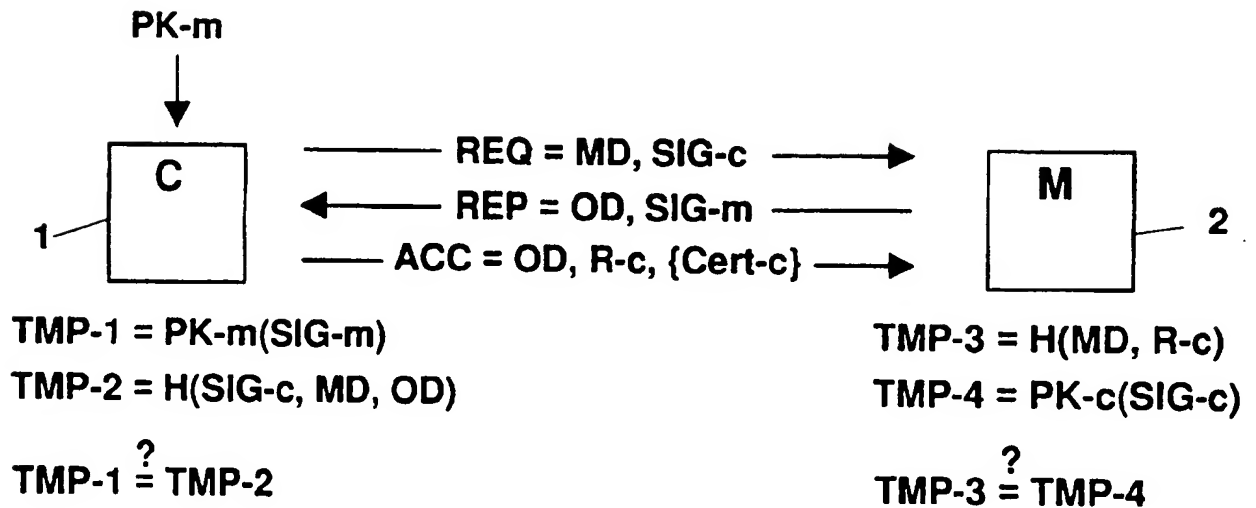 PK-m
C
REQ = MD, SIG-c
M
REP = OD, SIG-m
1
2
ACC = OD, R-c, {Cert-c}
TMP-1 = PK-m(SIG-m)
TMP-2 = H(SIG-c, MD, OD)
TMP-1 ?= TMP-2
TMP-3 = H(MD, R-c)
TMP-4 = PK-c(SIG-c)
TMP-3 ?= TMP-4